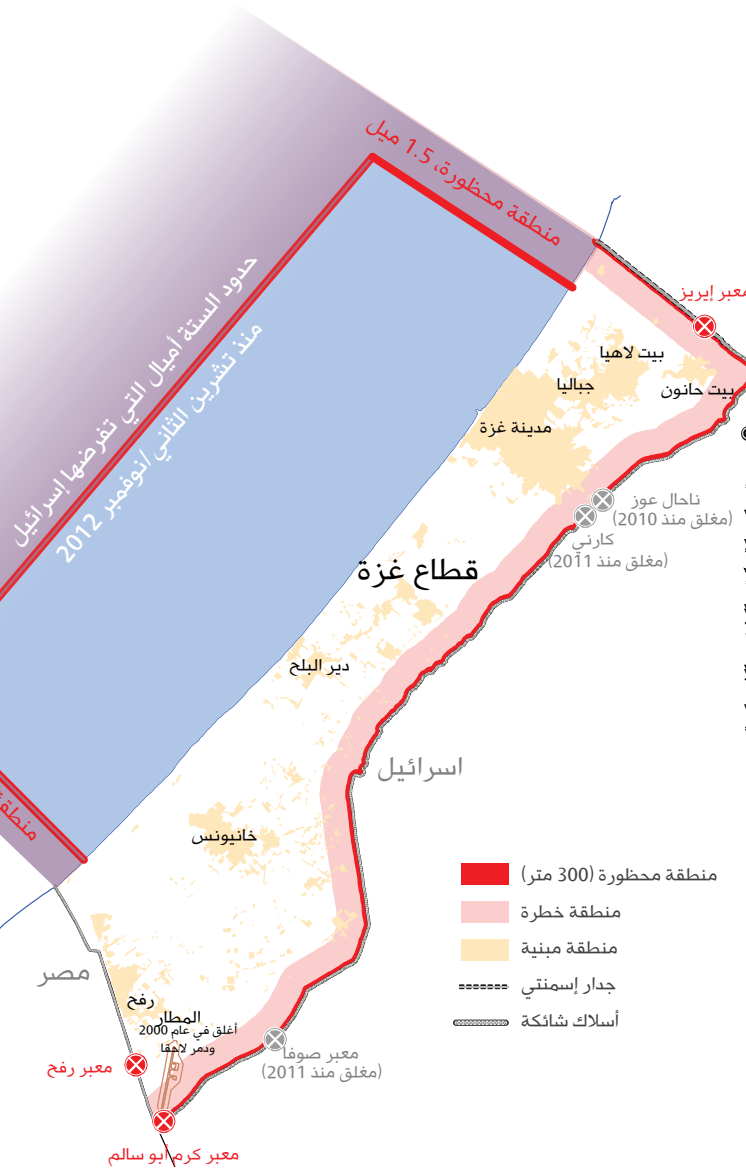 منطقة محظورة، 1.5 ميل
حدود الستة أميال التي تفرضها إسرائيل
منذ تشرين الثاني/نوفمبر 2012
معبر إيريز
بيت لاهيا
جباليا
بيت حانون
مدينة غزة
ناحال عوز
(مغلق منذ 2010)
كارني
(مغلق منذ 2011)
قطاع غزة
دير البلح
اسرائيل
خانيونس
منطقة
مصر
رفح
المطار
أغلق في عام 2000
ودمر لاحقا
معبر رفح
معبر صوفا
(مغلق منذ 2011)
معبر كرم أبو سالم
منطقة محظورة (300 متر)
منطقة خطرة
منطقة مبنية
جدار إسمنتي
أسلاك شائكة